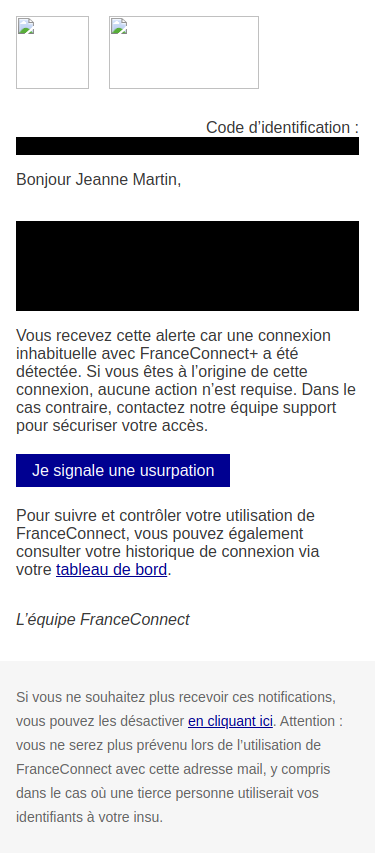 Code d’identification :
Bonjour Jeanne Martin,
Vous recevez cette alerte car une connexion
inhabituelle avec FranceConnect+ a été
détectée. Si vous êtes à l’origine de cette
connexion, aucune action n’est requise. Dans le
cas contraire, contactez notre équipe support
pour sécuriser votre accès.
Je signale une usurpation
Pour suivre et contrôler votre utilisation de
FranceConnect, vous pouvez également
consulter votre historique de connexion via
votre tableau de bord.
L’équipe FranceConnect
Si vous ne souhaitez plus recevoir ces notifications,
vous pouvez les désactiver en cliquant ici. Attention :
vous ne serez plus prévenu lors de l’utilisation de
FranceConnect avec cette adresse mail, y compris
dans le cas où une tierce personne utiliserait vos
identifiants à votre insu.